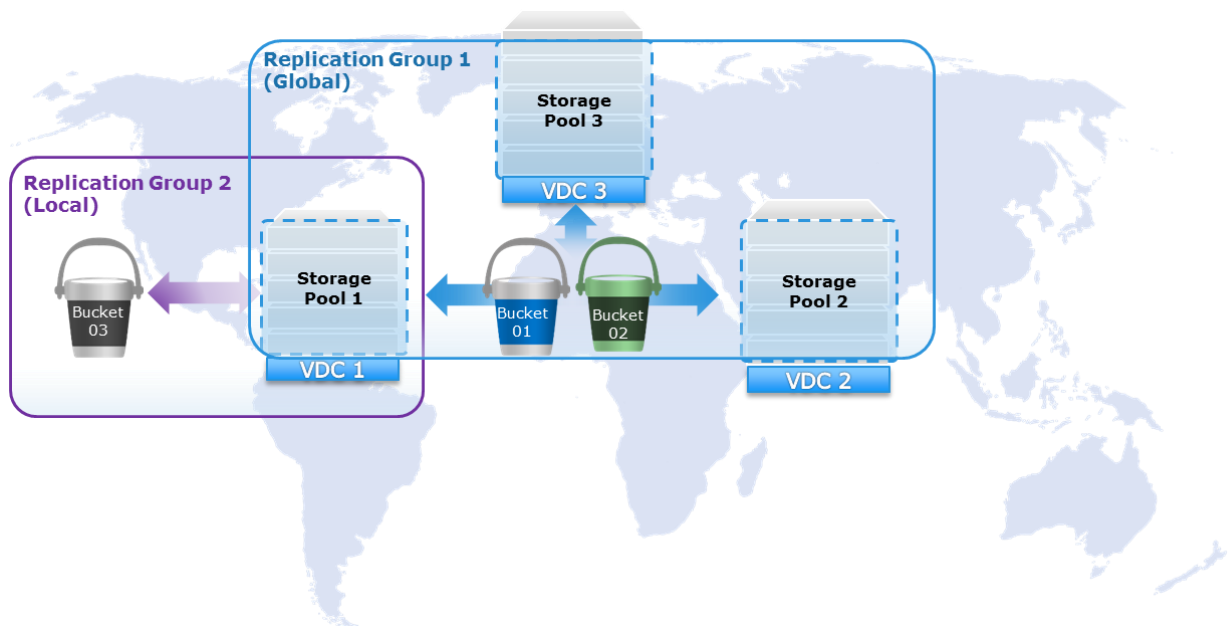 Replication Group 1
(Global)
Storage
Pool 3
VDC 3
Replication Group 2
(Local)
Bucket
03
Storage
Pool 1
VDC 1
Bucket
01
Bucket
02
Storage
Pool 2
VDC 2